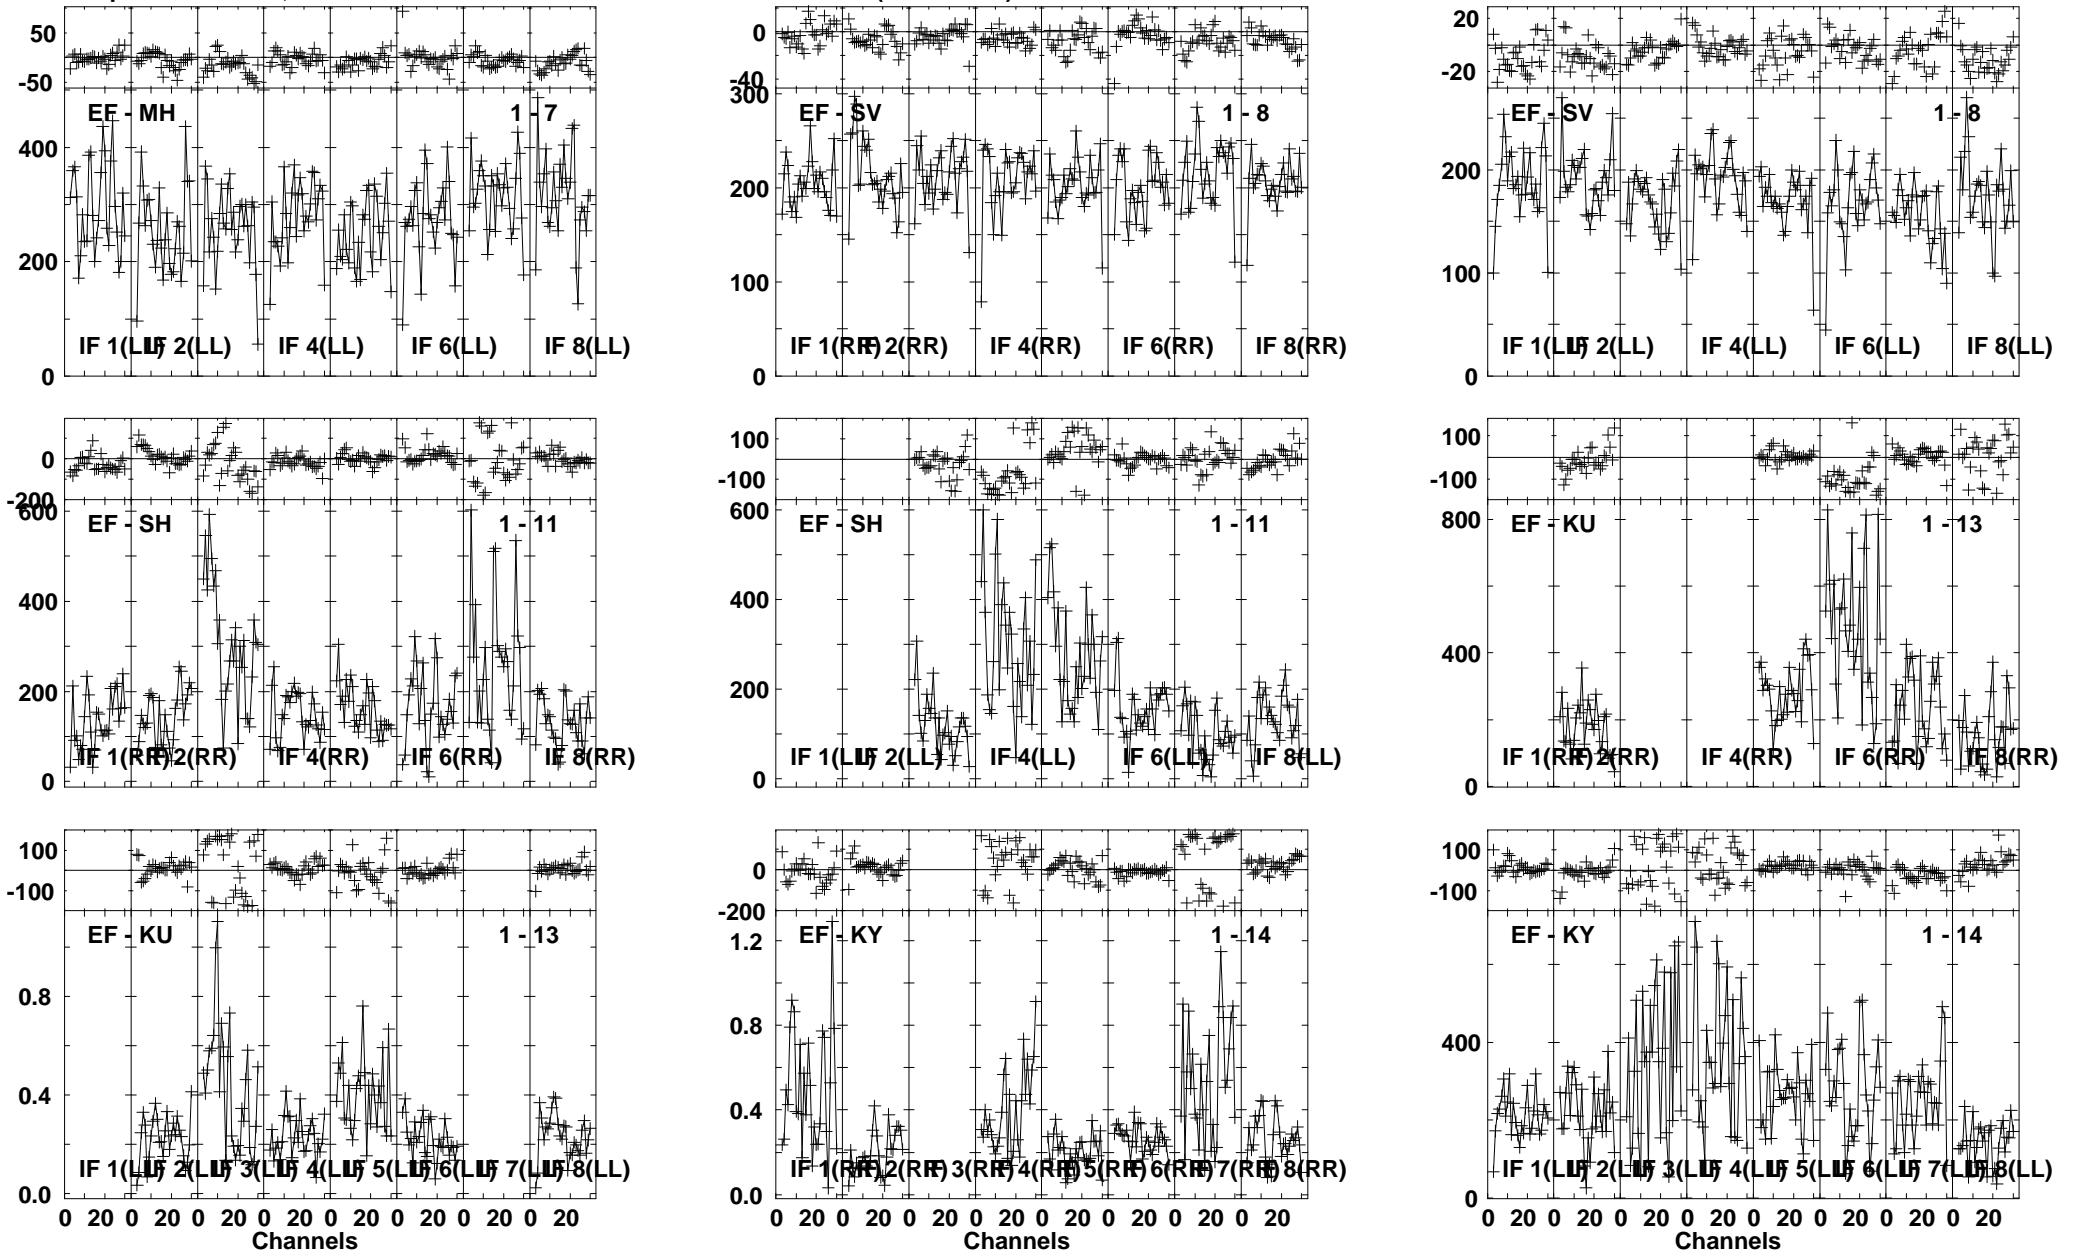 50
-50
EF - MH 1 - 7
400
200
0
IF 1(LL) IF 2(LL) IF 4(LL) IF 6(LL) IF 8(LL)
0
-40
300
EF - SV 1 - 8
200
100
0
IF 1(RR) IF 2(RR) IF 4(RR) IF 6(RR) IF 8(RR)
20
-20
EF - SV 1 - 8
200
100
0
IF 1(LL) IF 2(LL) IF 4(LL) IF 6(LL) IF 8(LL)
0
-200
600
EF - SH 1 - 11
400
200
0
IF 1(RR) IF 2(RR) IF 4(RR) IF 6(RR) IF 8(RR)
100
-100
600
EF - SH 1 - 11
400
200
0
IF 1(LL) IF 2(LL) IF 4(LL) IF 6(LL) IF 8(LL)
100
-100
800
EF - KU 1 - 13
400
0
IF 1(RR) IF 2(RR) IF 4(RR) IF 6(RR) IF 8(RR)
100
-100
EF - KU 1 - 13
0.8
0.4
0.0
IF 1(LL) IF 2(LL) IF 3(LL) IF 4(LL) IF 5(LL) IF 6(LL) IF 7(LL) IF 8(LL)
0 20 0 20 0 20 0 20 0 20 0 20 0 20 0 20
Channels
0
-200
1.2
EF - KY 1 - 14
0.8
0.4
0.0
IF 1(RR) IF 2(RR) IF 3(RR) IF 4(RR) IF 5(RR) IF 6(RR) IF 7(RR) IF 8(RR)
0 20 0 20 0 20 0 20 0 20 0 20 0 20 0 20
Channels
100
-100
EF - KY 1 - 14
400
0
IF 1(LL) IF 2(LL) IF 3(LL) IF 4(LL) IF 5(LL) IF 6(LL) IF 7(LL) IF 8(LL)
0 20 0 20 0 20 0 20 0 20 0 20 0 20 0 20
Channels